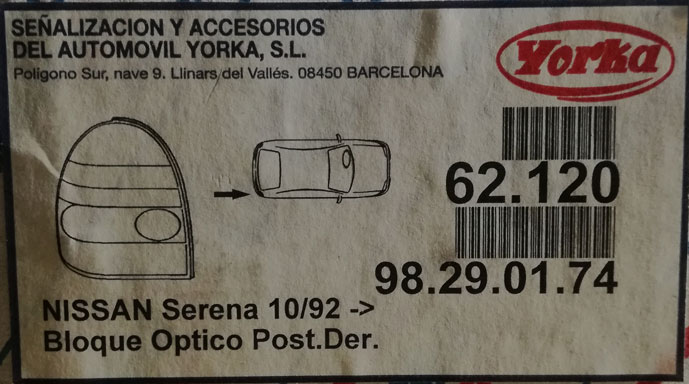 SEÑALIZACION Y ACCESORIOS
DEL AUTOMOVIL YORKA, S.L.
Poligono Sur, nave 9. Llinars del Vallés. 08450 BARCELONA
Yorka
62.120
98.29.01.74
NISSAN Serena 10/92 ->
Bloque Optico Post.Der.